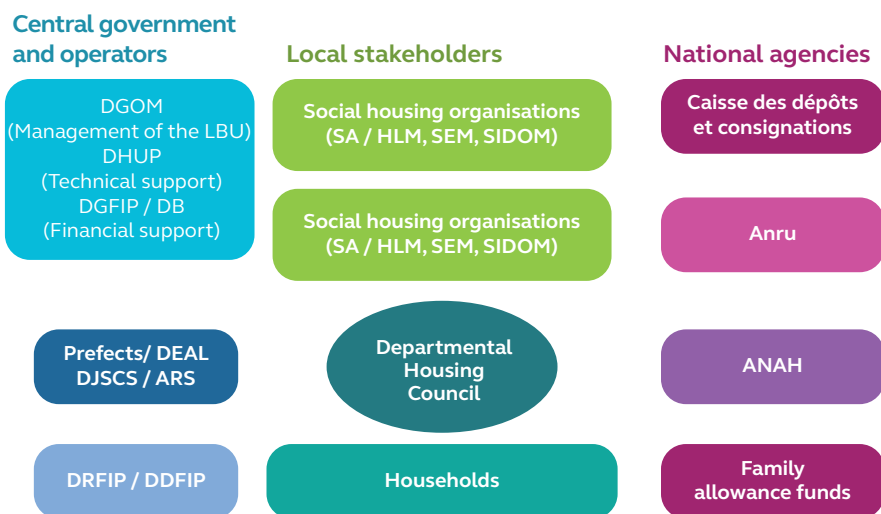 Central government
and operators
DGOM
(Management of the LBU)
DHUP
(Technical support)
DGFIP / DB
(Financial support)
Prefects/ DEAL
DJSCS / ARS
DRFIP / DDFIP
Local stakeholders
Social housing organisations
(SA / HLM, SEM, SIDOM)
Social housing organisations
(SA / HLM, SEM, SIDOM)
Departmental
Housing
Council
Households
National agencies
Caisse des dépôts
et consignations
Anru
ANAH
Family
allowance funds